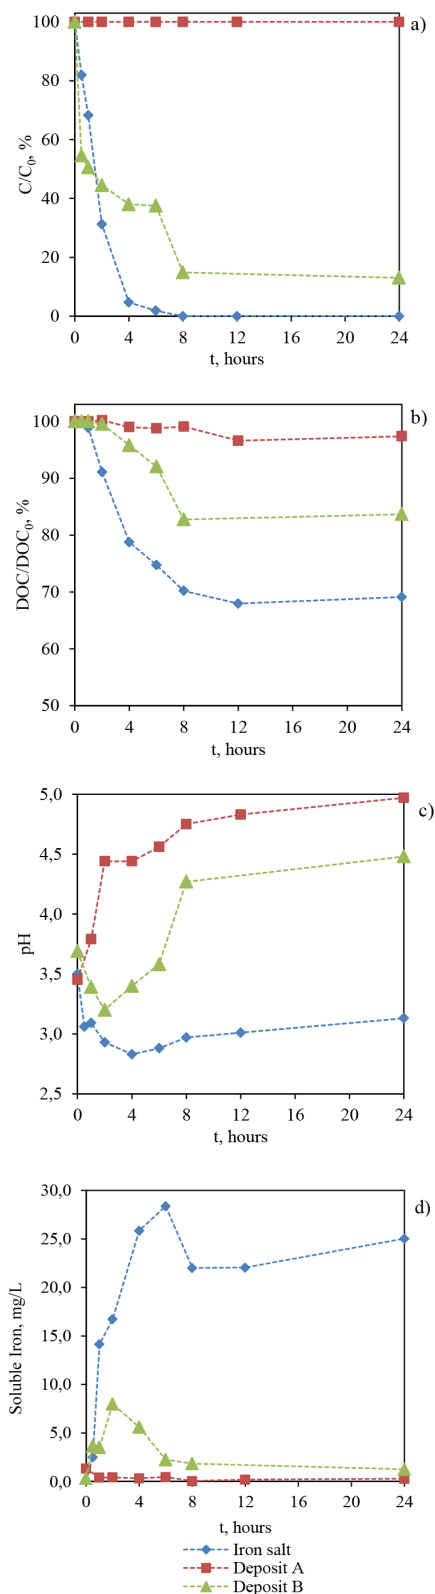 a)
C/C0, %
100
80
60
40
20
0
0 4 8 12 16 20 24
t, hours
b)
DOC/DOC0, %
100
90
80
70
60
50
0 4 8 12 16 20 24
t, hours
c)
pH
5,0
4,5
4,0
3,5
3,0
2,5
0 4 8 12 16 20 24
t, hours
d)
Soluble Iron, mg/L
30,0
25,0
20,0
15,0
10,0
5,0
0,0
0 4 8 12 16 20 24
t, hours
Iron salt
Deposit A
Deposit B